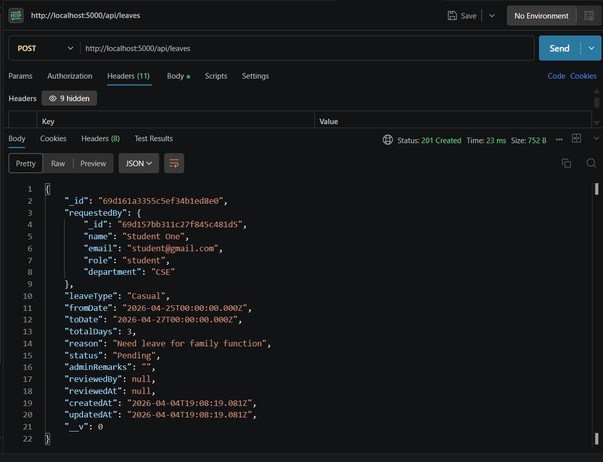 http://localhost:5000/api/leaves
Save
No Environment
POST
http://localhost:5000/api/leaves
Send
Params Authorization Headers (11) Body Scripts Settings Code Cookies
Headers 9 hidden
Key Value
Body Cookies Headers (8) Test Results Status: 201 Created Time: 23 ms Size: 752 B
Pretty Raw Preview JSON
1 {
2 "_id": "69d161a3355c5ef34b1ed8e0",
3 "requestedBy": {
4 "_id": "69d157bb311c27f845c481d5",
5 "name": "Student One",
6 "email": "student@gmail.com",
7 "role": "student",
8 "department": "CSE"
9 },
10 "leaveType": "Casual",
11 "fromDate": "2026-04-25T00:00:00.000Z",
12 "toDate": "2026-04-27T00:00:00.000Z",
13 "totalDays": 3,
14 "reason": "Need leave for family function",
15 "status": "Pending",
16 "adminRemarks": "",
17 "reviewedBy": null,
18 "reviewedAt": null,
19 "createdAt": "2026-04-04T19:08:19.081Z",
20 "updatedAt": "2026-04-04T19:08:19.081Z",
21 "__v": 0
22 }